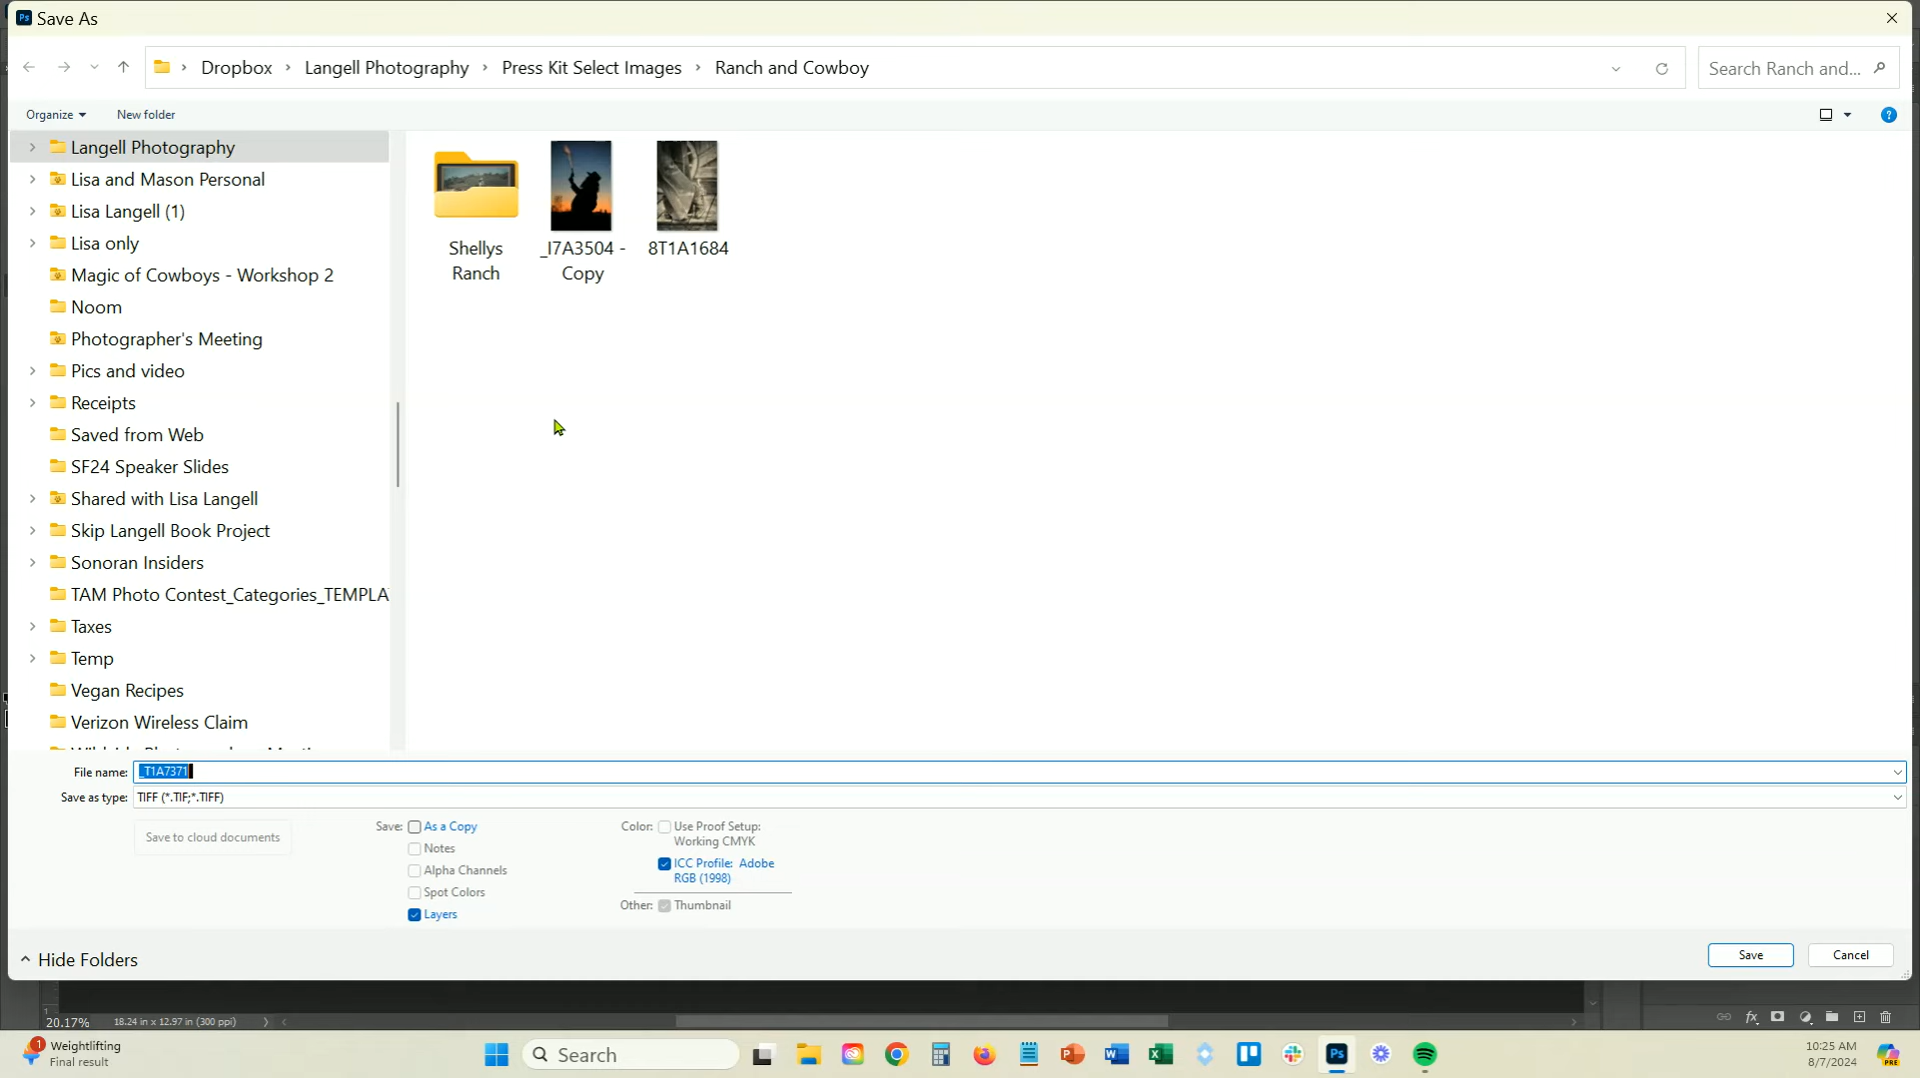 Ps Save As
Dropbox > Langell Photography > Press Kit Select Images > Ranch and Cowboy
Search Ranch and...
Organize
New folder
?
Langell Photography
Lisa and Mason Personal
Lisa Langell (1)
Lisa only
Magic of Cowboys - Workshop 2
Noom
Photographer's Meeting
Pics and video
Receipts
Saved from Web
SF24 Speaker Slides
Shared with Lisa Langell
Skip Langell Book Project
Sonoran Insiders
TAM Photo Contest_Categories_TEMPLA
Taxes
Temp
Vegan Recipes
Verizon Wireless Claim
Shellys
Ranch
_I7A3504 -
Copy
8T1A1684
File name: _T1A7371
Save as type: TIFF (*.TIF;*.TIFF)
Save to cloud documents
Save: As a Copy
Notes
Alpha Channels
Spot Colors
Layers
Color: Use Proof Setup:
Working CMYK
ICC Profile: Adobe
RGB (1998)
Other: Thumbnail
Hide Folders
Save
Cancel
20.17%
18.24 in x 12.97 in (300 ppi)
fx
1
Weightlifting
Final result
Search
P
W
X
Ps
10:25 AM
8/7/2024
PRE